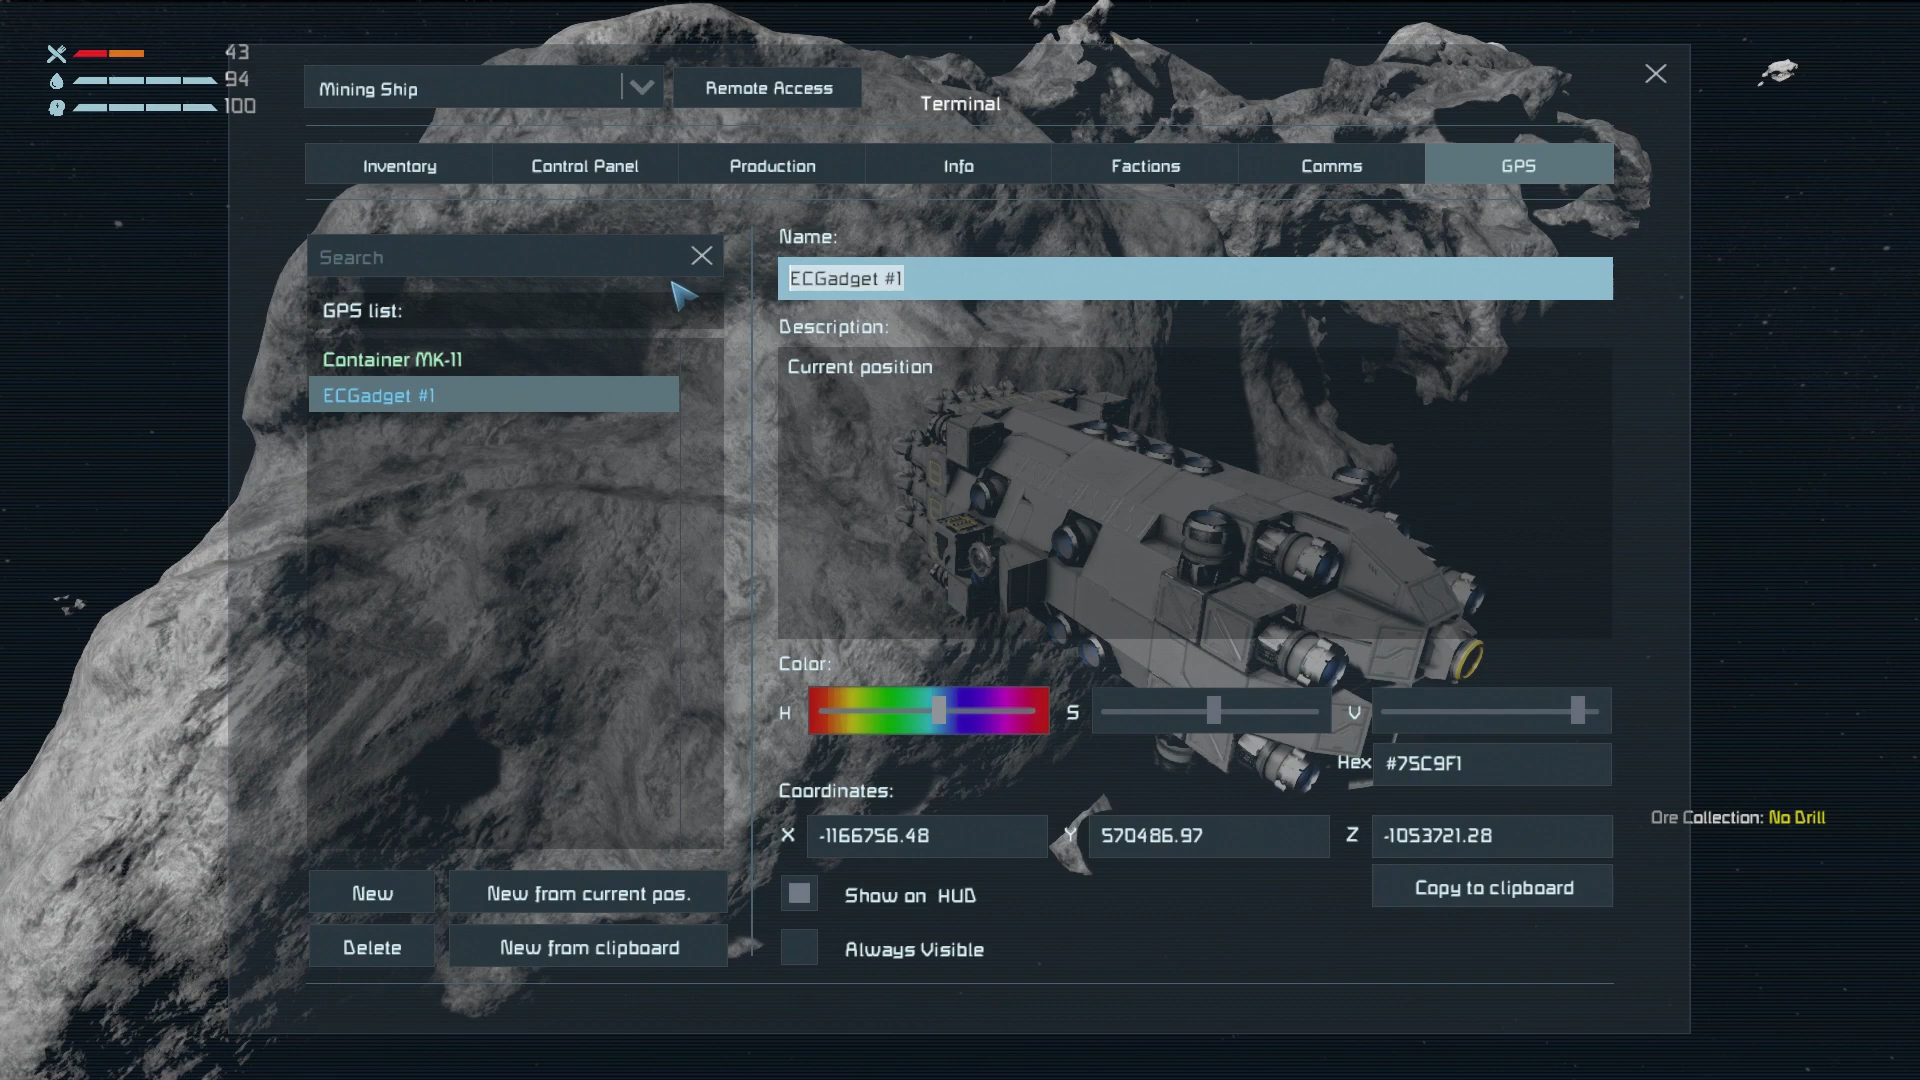 43
94
100
Mining Ship
Remote Access
Terminal
Inventory
Control Panel
Production
Info
Factions
Comms
GPS
Search
GPS list:
Container MK-11
ECGadget #1
New
New from current pos.
Delete
New from clipboard
Name:
ECGadget #1
Description:
Current position
Color:
H
S
V
Hex #75C9F1
Coordinates:
X -1166756.48
Y 570486.97
Z -1053721.28
Copy to clipboard
Show on HUD
Always Visible
Ore Collection: No Drill